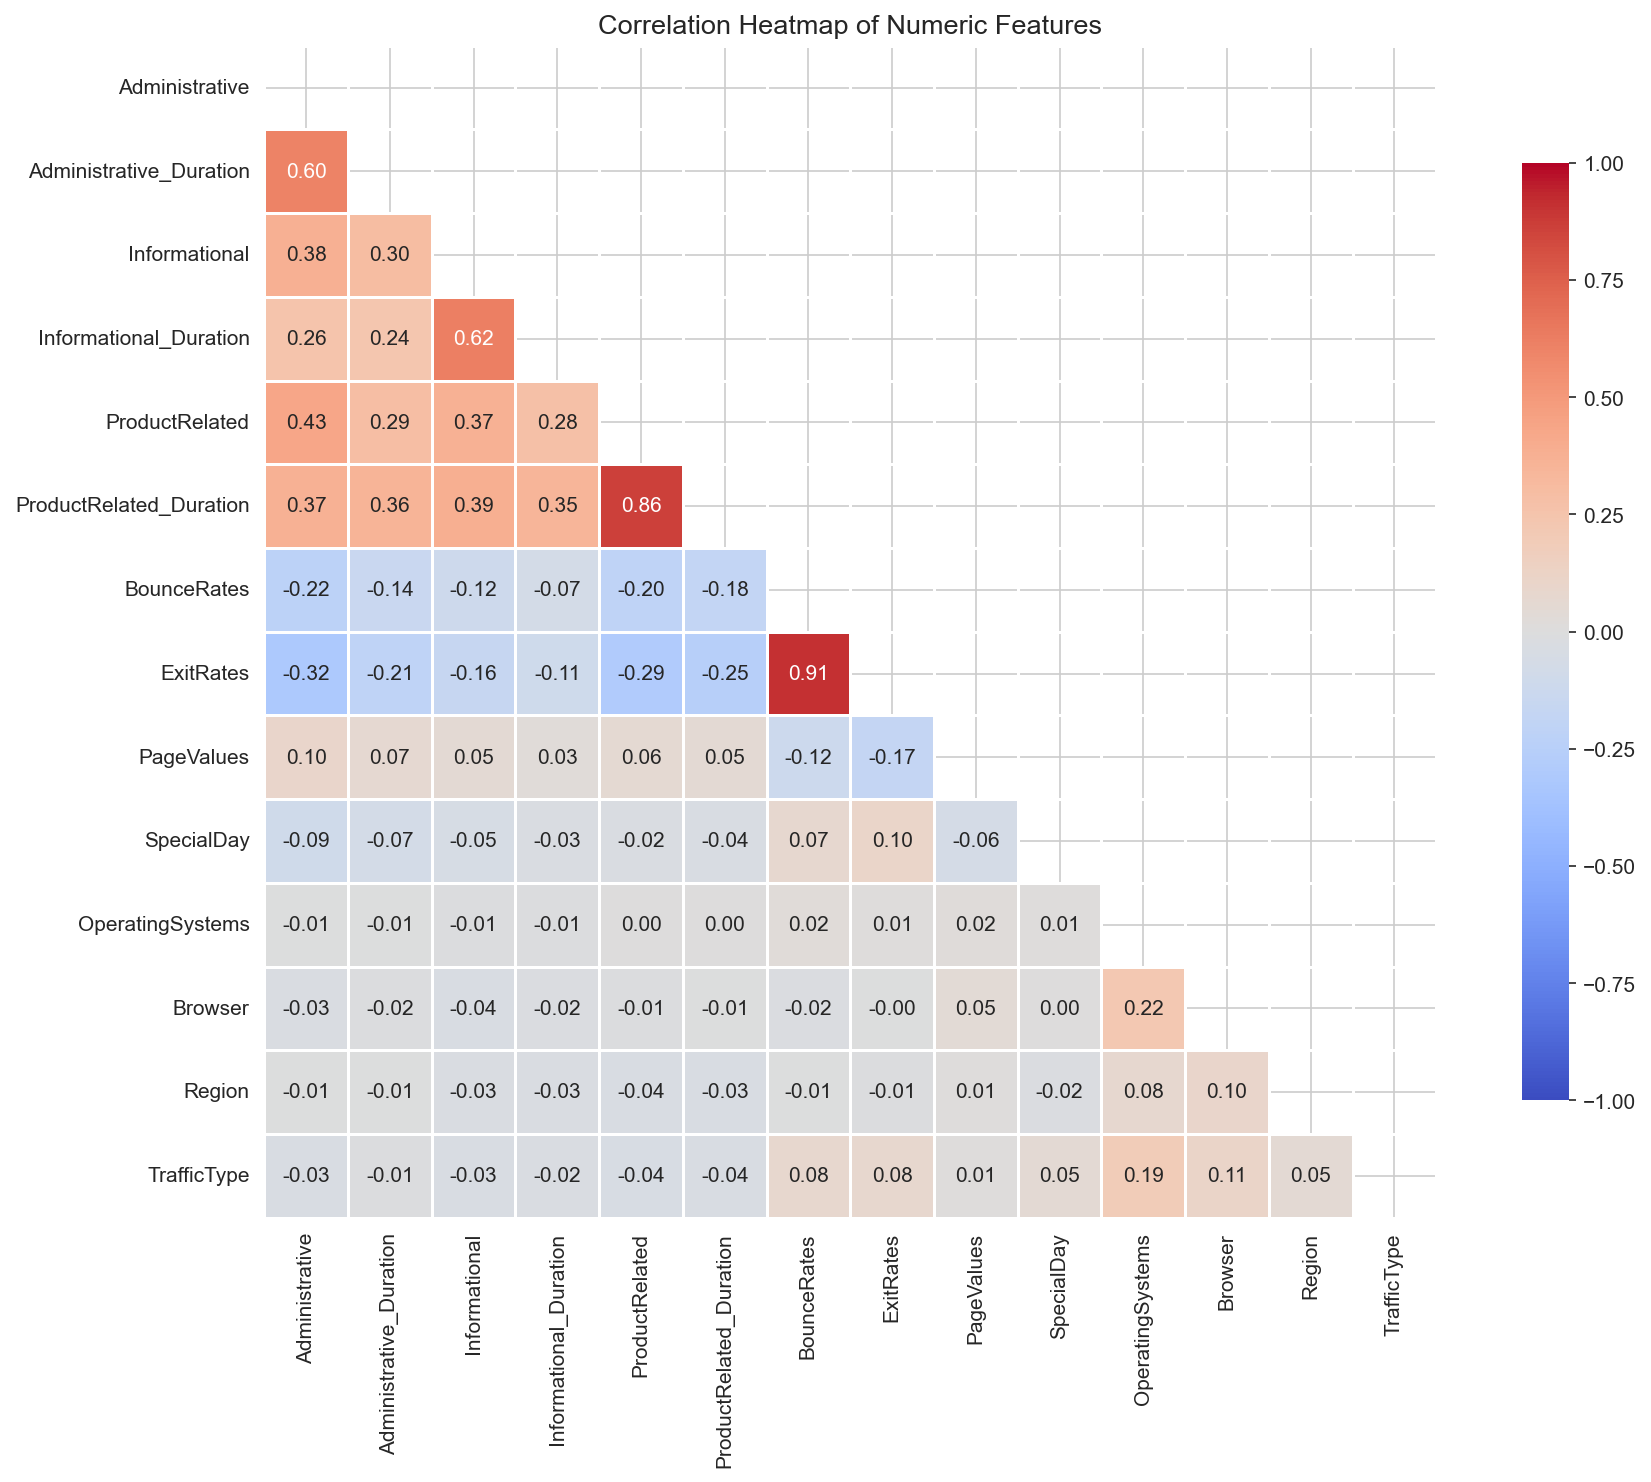 Correlation Heatmap of Numeric Features
Administrative
Administrative_Duration 0.60
Informational 0.38 0.30
Informational_Duration 0.26 0.24 0.62
ProductRelated 0.43 0.29 0.37 0.28
ProductRelated_Duration 0.37 0.36 0.39 0.35 0.86
BounceRates -0.22 -0.14 -0.12 -0.07 -0.20 -0.18
ExitRates -0.32 -0.21 -0.16 -0.11 -0.29 -0.25 0.91
PageValues 0.10 0.07 0.05 0.03 0.06 0.05 -0.12 -0.17
SpecialDay -0.09 -0.07 -0.05 -0.03 -0.02 -0.04 0.07 0.10 -0.06
OperatingSystems -0.01 -0.01 -0.01 -0.01 0.00 0.00 0.02 0.01 0.02 0.01
Browser -0.03 -0.02 -0.04 -0.02 -0.01 -0.01 -0.02 -0.00 0.05 0.00 0.22
Region -0.01 -0.01 -0.03 -0.03 -0.04 -0.03 -0.01 -0.01 0.01 -0.02 0.08 0.10
TrafficType -0.03 -0.01 -0.03 -0.02 -0.04 -0.04 0.08 0.08 0.01 0.05 0.19 0.11 0.05
Administrative
Administrative_Duration
Informational
Informational_Duration
ProductRelated
ProductRelated_Duration
BounceRates
ExitRates
PageValues
SpecialDay
OperatingSystems
Browser
Region
TrafficType
1.00
0.75
0.50
0.25
0.00
−0.25
−0.50
−0.75
−1.00